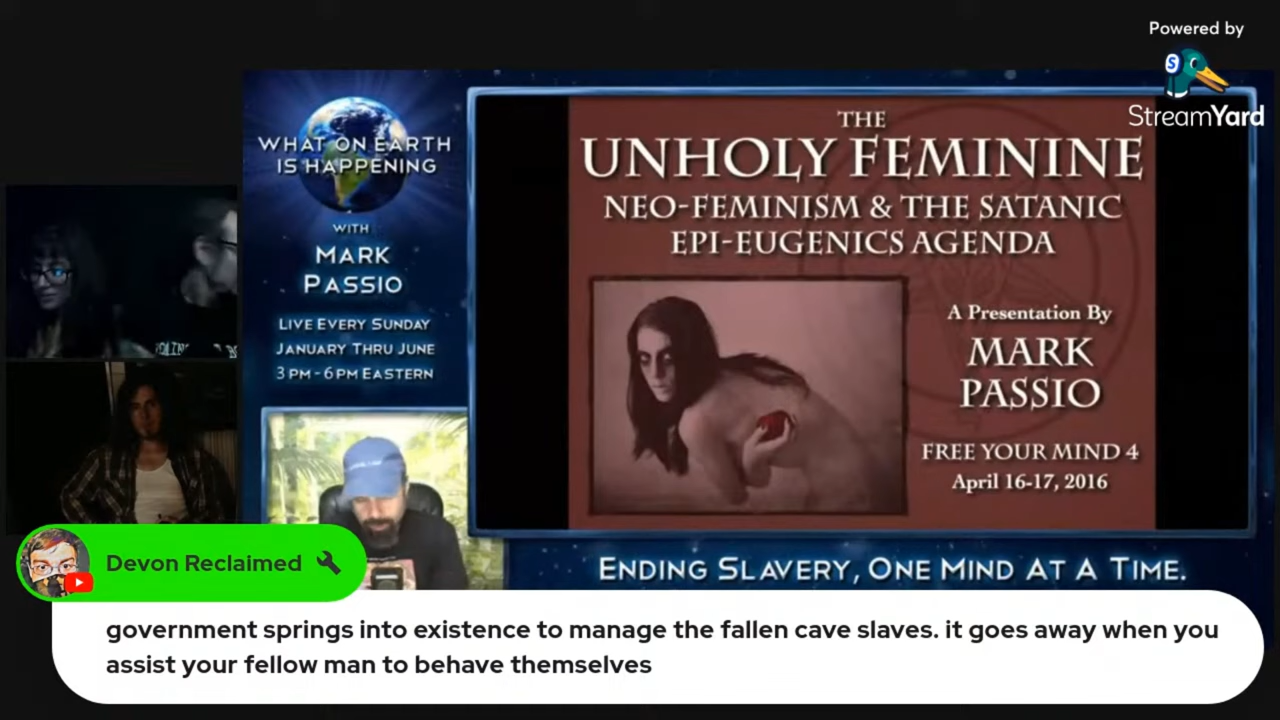 Powered by
StreamYard
WHAT ON EARTH
IS HAPPENING
WITH
MARK
PASSIO
LIVE EVERY SUNDAY
JANUARY THRU JUNE
3 PM - 6 PM EASTERN
THE
UNHOLY FEMININE
NEO-FEMINISM & THE SATANIC
EPI-EUGENICS AGENDA
A Presentation By
MARK
PASSIO
FREE YOUR MIND 4
April 16-17, 2016
ENDING SLAVERY, ONE MIND AT A TIME.
Devon Reclaimed
government springs into existence to manage the fallen cave slaves. it goes away when you
assist your fellow man to behave themselves